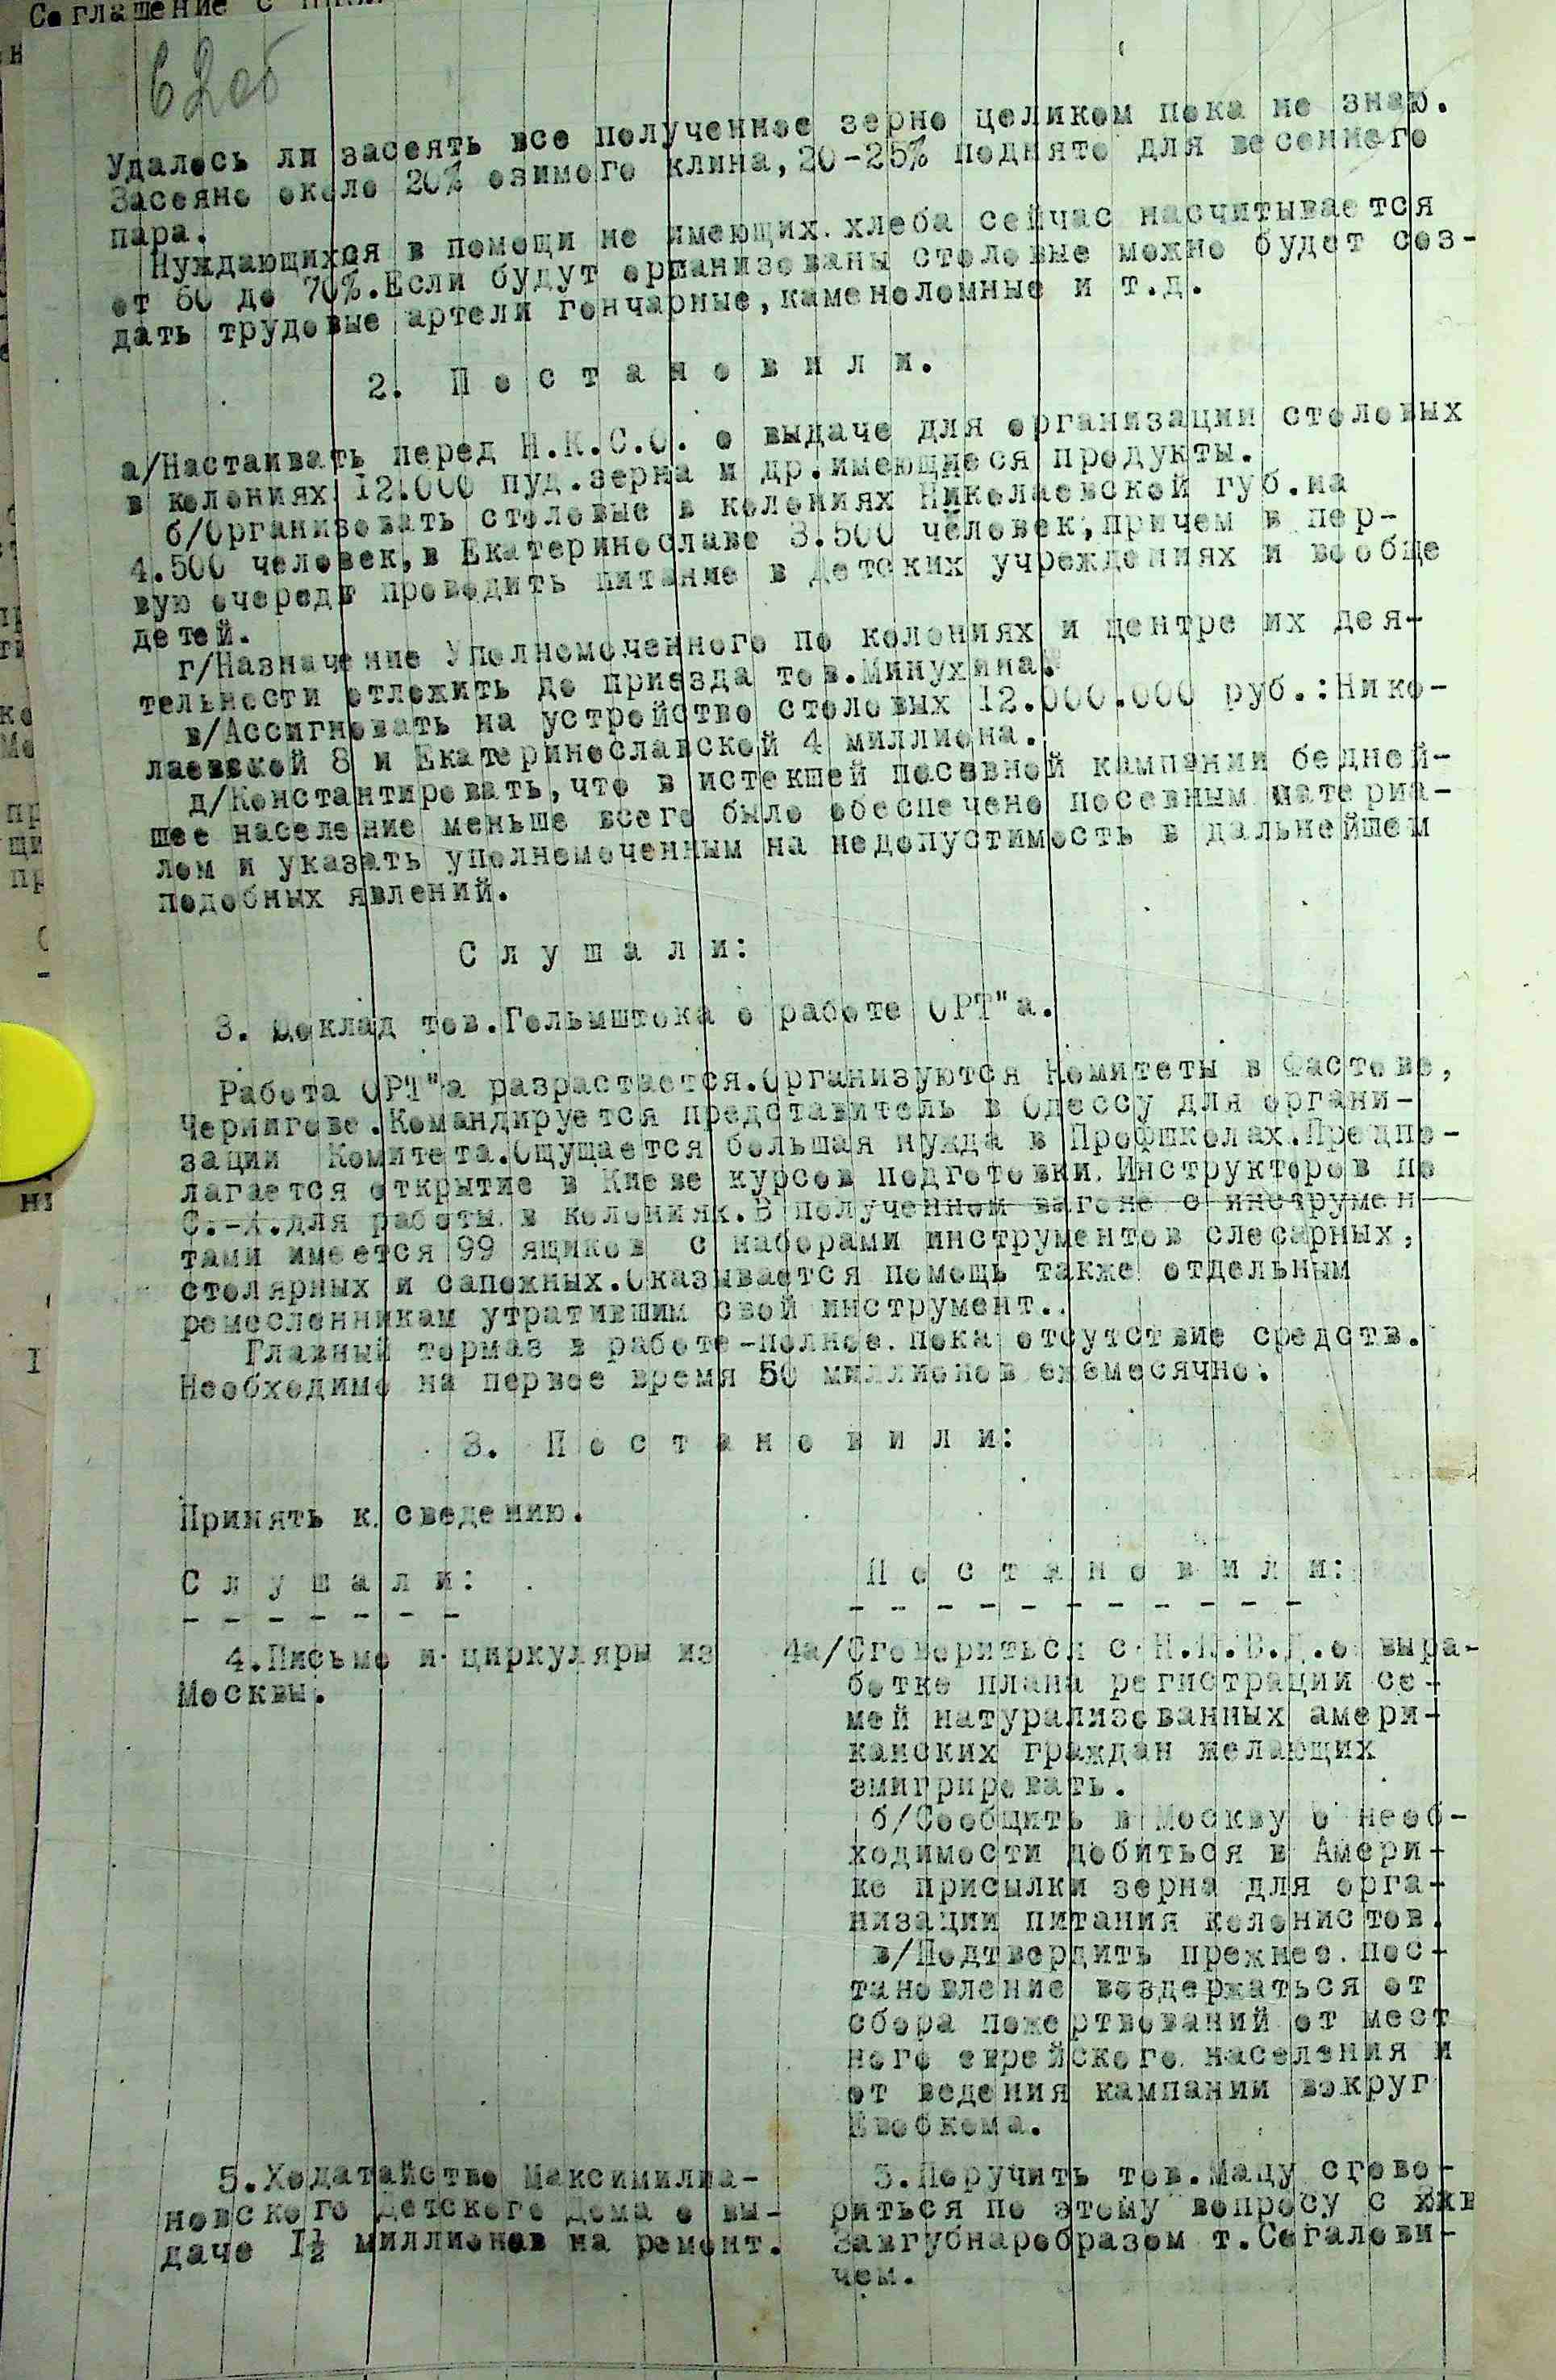 Соглашение с
62об
Удалось ли засеять все полученное зерно целиком пока не знаю.
Засеяно около 20% озимого клина,20-25% поднято для весеннего
пара.
Нуждающихся в помощи не имеющих.хлеба сейчас насчитывается
от 60 до 70%.Если будут организованы столовые можно будет соз-
дать трудовые артели гончарные,каменоломные и т.д.
2. П о с т а н о в и л и.
а/Настаивать перед Н.К.С.О. о выдаче для организации столовых
в колониях 12.000 пуд.зерна и др.имеющиеся продукты.
б/Организовать столовые в колониях Николаевской губ.на
4.500 человек,в Екатеринославе 3.500 человек,причем в пер-
вую очередь проводить питание в детских учреждениях и вообще
детей.
г/Назначение Уполномоченного по колониях и центре их дея-
тельности отложить до приезда тов.Минухина.
в/Ассигновать на устройство столовых 12.000.000 руб.:Нико-
лаевской 8 и Екатеринославской 4 миллиона.
д/Константировать,что в истекшей посевной кампании бедней-
шее население меньше всего было обеспечено посевным материа-
лом и указать уполномоченным на недопустимость в дальнейшем
подобных явлений.
С л у ш а л и:
3. Доклад тов.Гольмштока о работе ОРТ"а.
Работа ОРТ"а разрастается.Организуются Комитеты в Фастове,
Чернигове.Командируется представитель в Одессу для органи-
зации Комитета.Ощущается большая нужда в Профшколах.Предпо-
лагается открытие в Киеве курсов подготовки.Инструкторов по
С.-Х.для работы в колониях.В полученном вагоне с инструмен
тами имеется 99 ящиков с наборами инструментов слесарных,
столярных и сапожных.Оказывается помощь также отдельным
ремесленникам утратившим свой инструмент..
Главный тормаз в работе-полное.пока отсутствие средств.
Необходимо на первое время 50 миллионов ежемесячно.
3. П о с т а н о в и л и:
Принять к сведению.
С л у ш а л и:
- - - - - - -
4.Письмо и циркуляры из
Москвы.
П о с т а н о в и л и:
- - - - - - - - - - - -
4а/Сговориться с Н.К.В.Д.о выра-
ботке плана регистрации се-
мей натурализованных амери-
канских граждан желающих
эмигрировать.
б/Сообщить в Москву о необ-
ходимости добиться в Амери-
ке присылки зерна для орга-
низации питания колонистов.
в/Подтвердить прежнее.пос-
тановление воздержаться от
сбора пожертвований от мест
ного еврейского населения и
от ведения кампании вокруг
Евобкома.
5.Ходатайство Максимилиа-
новского Детского Дома о вы-
даче 1½ миллионов на ремонт.
5.Поручить тов.Мацу сгово-
риться по этому вопросу с
Завгубнаробразом т.Сегалови-
чем.